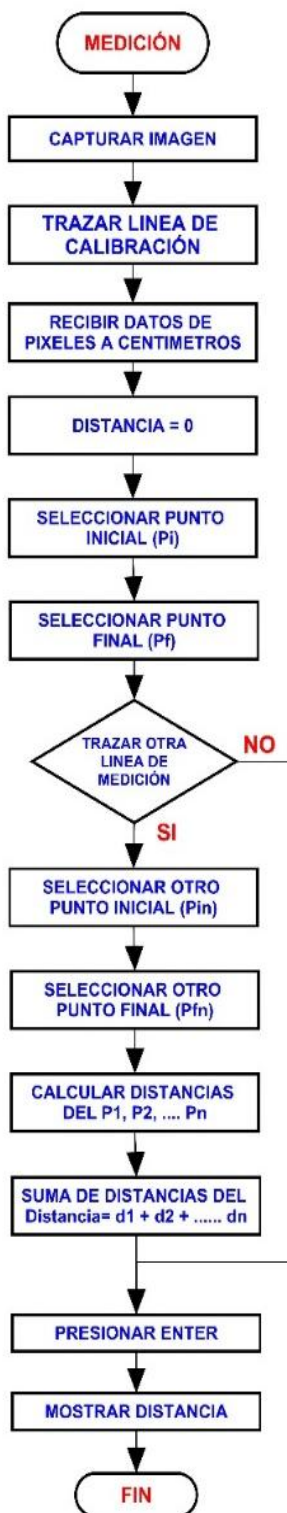 MEDICIÓN
CAPTURAR IMAGEN
TRAZAR LINEA DE
CALIBRACIÓN
RECIBIR DATOS DE
PIXELES A CENTIMETROS
DISTANCIA = 0
SELECCIONAR PUNTO
INICIAL (Pi)
SELECCIONAR PUNTO
FINAL (Pf)
TRAZAR OTRA
LINEA DE
MEDICIÓN
NO
SI
SELECCIONAR OTRO
PUNTO INICIAL (Pin)
SELECCIONAR OTRO
PUNTO FINAL (Pfn)
CALCULAR DISTANCIAS
DEL P1, P2, .... Pn
SUMA DE DISTANCIAS DEL
Distancia= d1 + d2 + ...... dn
PRESIONAR ENTER
MOSTRAR DISTANCIA
FIN